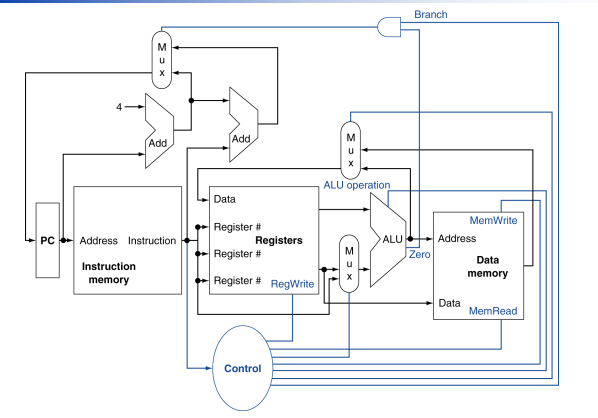 Branch
M
u
x
4
Add
Add
M
u
x
ALU operation
Data
Register #
Registers
Register #
Register #
RegWrite
PC
Address
Instruction
Instruction
memory
M
u
x
ALU
Zero
MemWrite
Address
Data
memory
Data
MemRead
Control